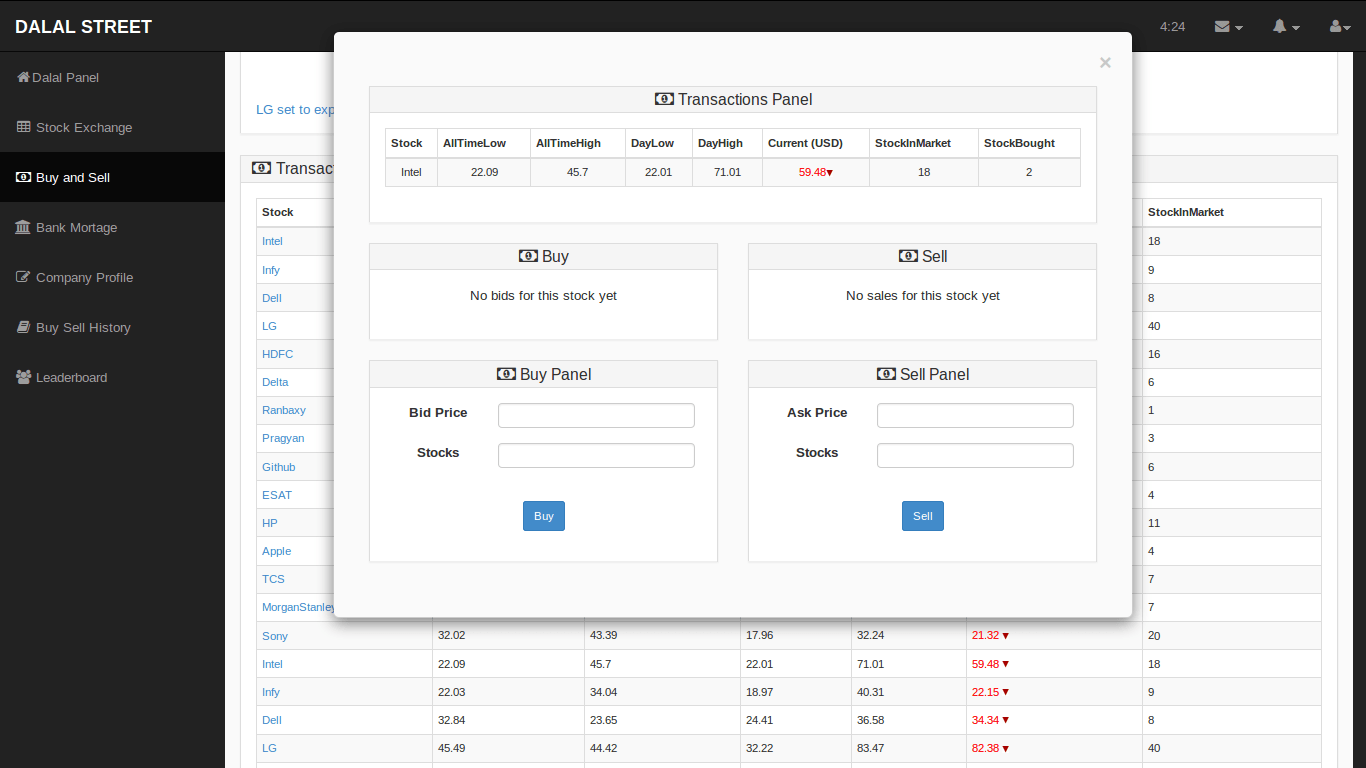 DALAL STREET
4:24
Dalal Panel
Stock Exchange
Buy and Sell
Bank Mortage
Company Profile
Buy Sell History
Leaderboard
LG set to exp
×
Transactions Panel
Stock AllTimeLow AllTimeHigh DayLow DayHigh Current (USD) StockInMarket StockBought
Intel 22.09 45.7 22.01 71.01 59.48▼ 18 2
Buy
No bids for this stock yet
Sell
No sales for this stock yet
Buy Panel
Bid Price
Stocks
Buy
Sell Panel
Ask Price
Stocks
Sell
Transac
Stock StockInMarket
Intel 18
Infy 9
Dell 8
LG 40
HDFC 16
Delta 6
Ranbaxy 1
Pragyan 3
Github 6
ESAT 4
HP 11
Apple 4
TCS 7
MorganStanley 7
Sony 32.02 43.39 17.96 32.24 21.32 ▼ 20
Intel 22.09 45.7 22.01 71.01 59.48 ▼ 18
Infy 22.03 34.04 18.97 40.31 22.15 ▼ 9
Dell 32.84 23.65 24.41 36.58 34.34 ▼ 8
LG 45.49 44.42 32.22 83.47 82.38 ▼ 40